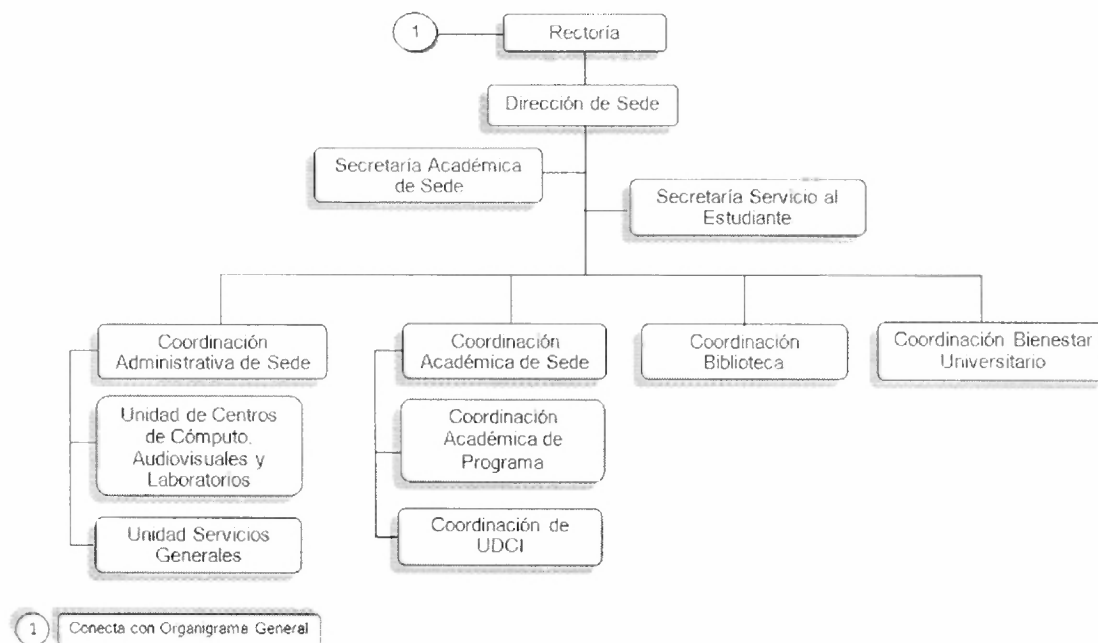 1
Rectoría
Dirección de Sede
Secretaría Académica
de Sede
Secretaría Servicio al
Estudiante
Coordinación
Administrativa de Sede
Coordinación
Académica de Sede
Coordinación
Biblioteca
Coordinación Bienestar
Universitario
Unidad de Centros
de Cómputo,
Audiovisuales y
Laboratorios
Coordinación
Académica de
Programa
Unidad Servicios
Generales
Coordinación de
UDCI
1
Conecta con Organigrama General